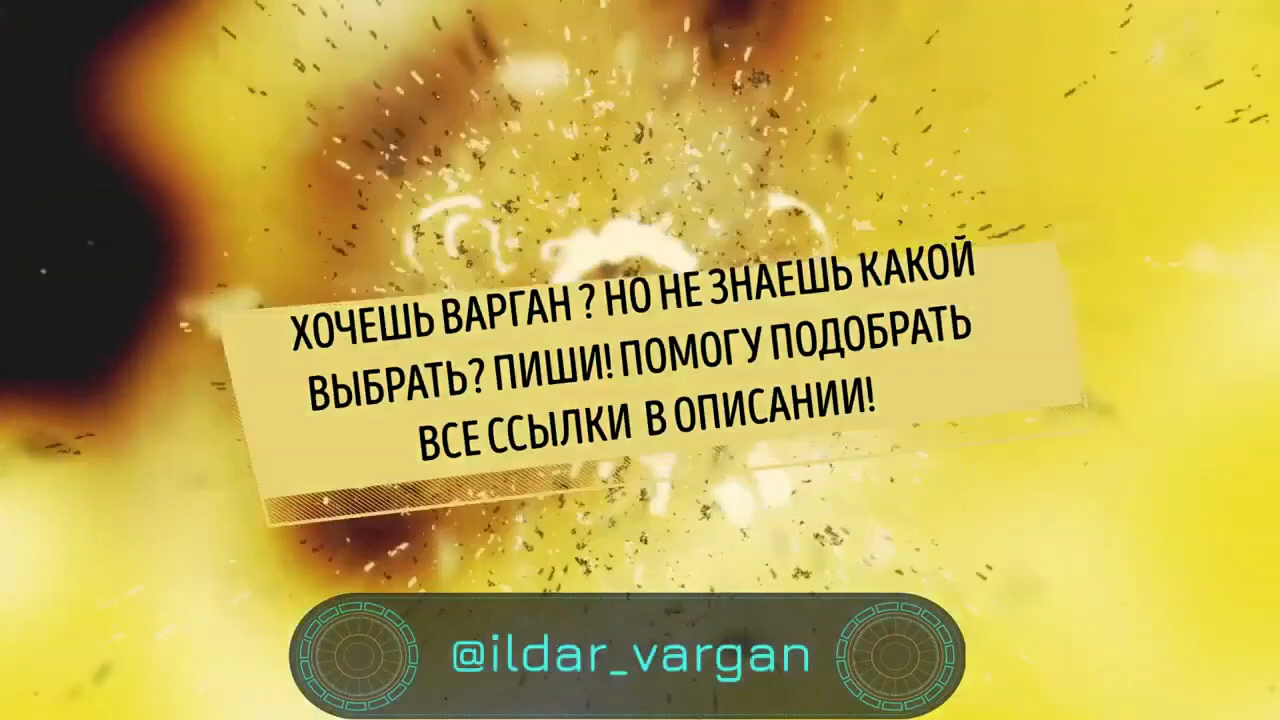 ХОЧЕШЬ ВАРГАН ? НО НЕ ЗНАЕШЬ КАКОЙ
ВЫБРАТЬ? ПИШИ! ПОМОГУ ПОДОБРАТЬ
ВСЕ ССЫЛКИ В ОПИСАНИИ!
@ildar_vargan